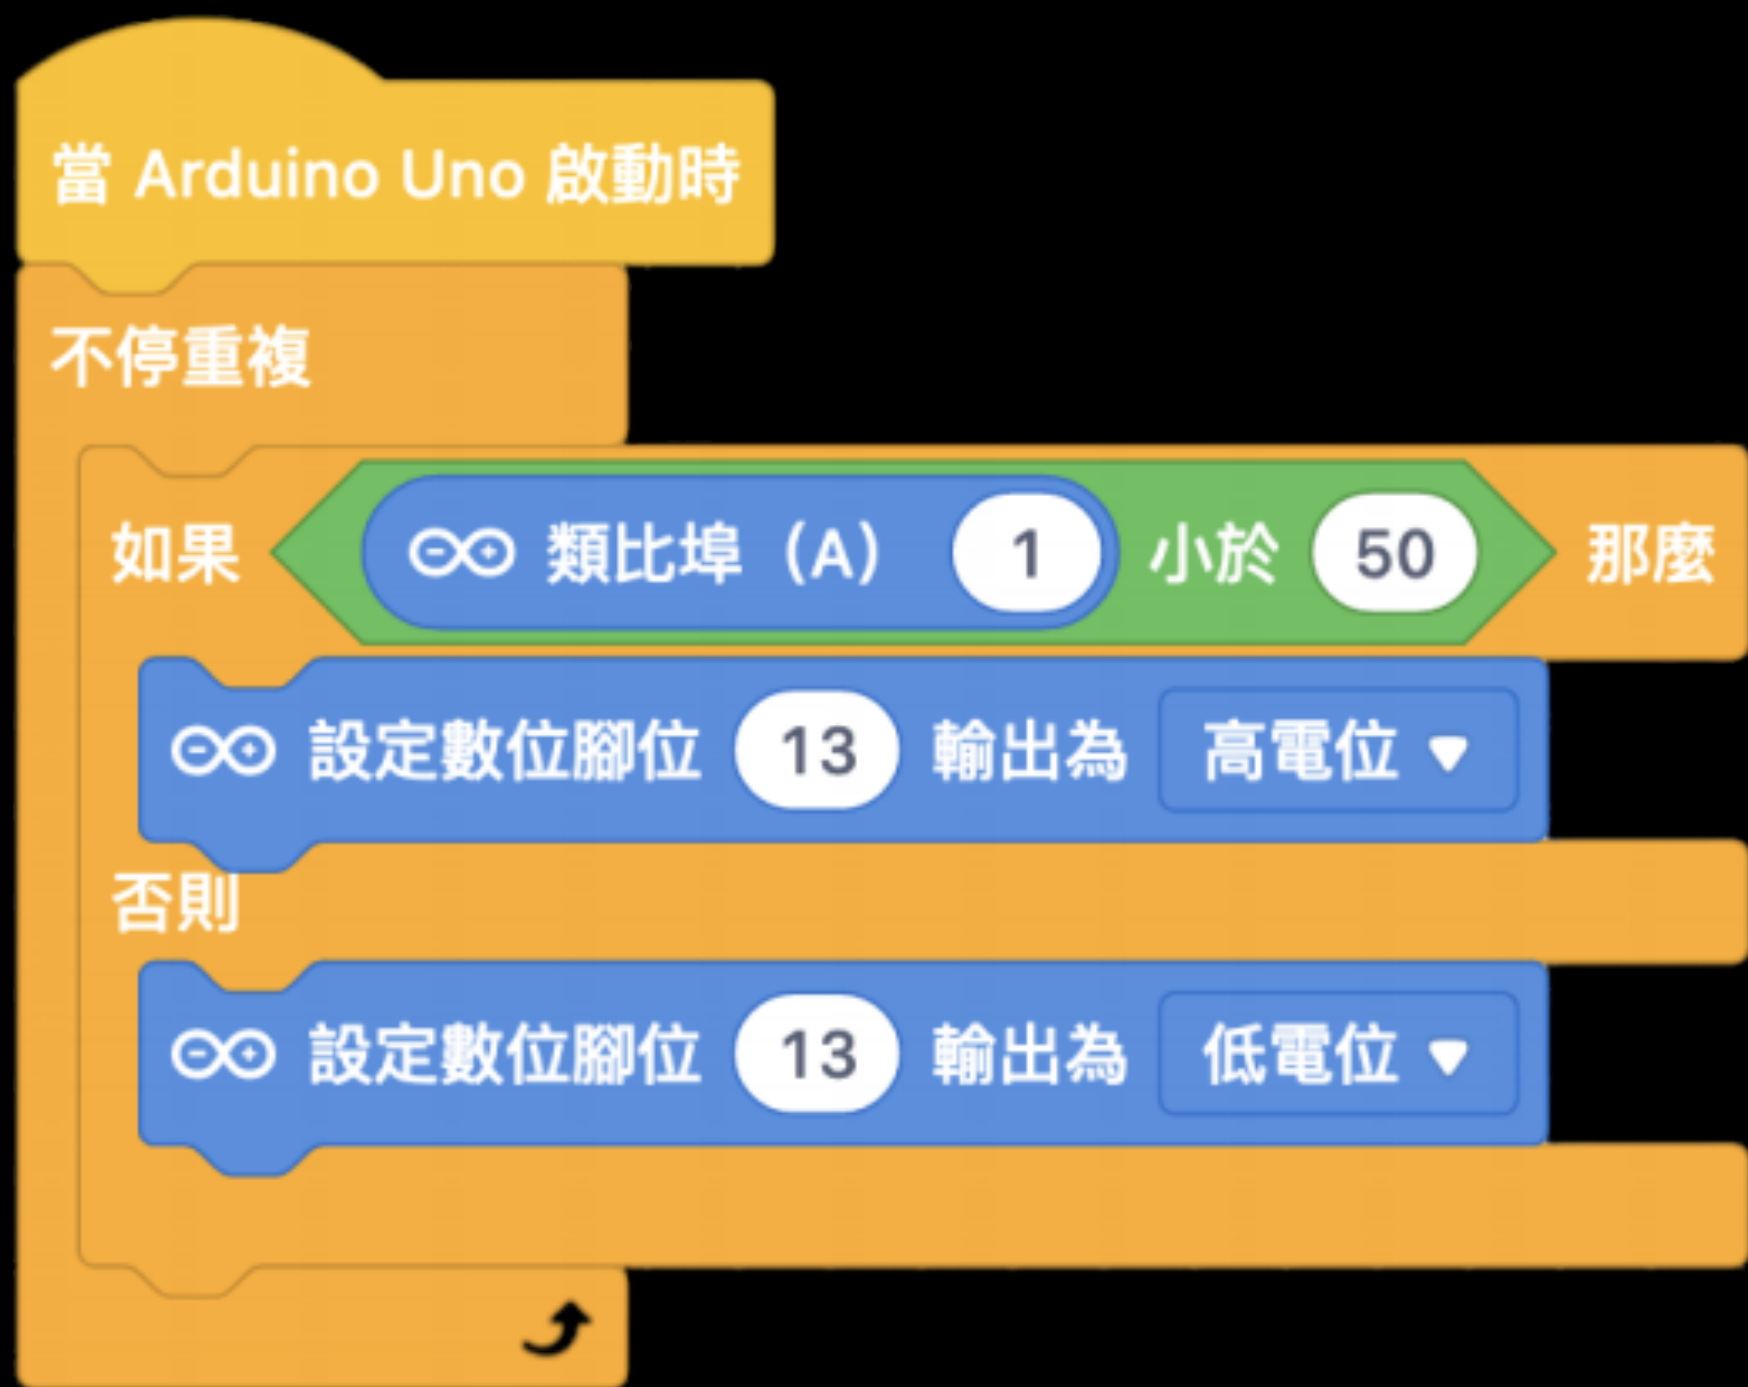 當 Arduino Uno 啟動時
不停重複
如果 類比埠（A） 1 小於 50 那麼
設定數位腳位 13 輸出為 高電位
否則
設定數位腳位 13 輸出為 低電位